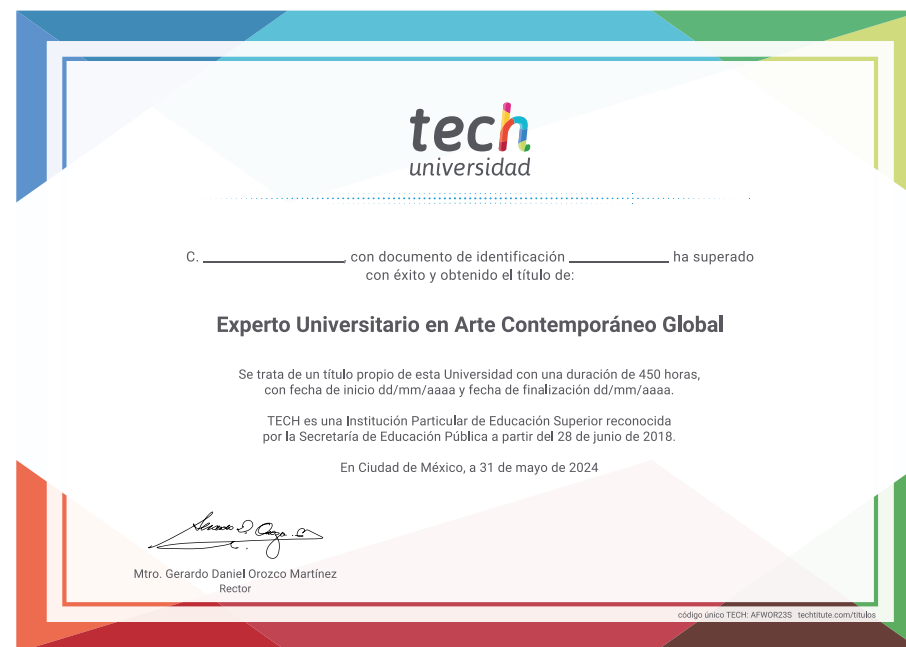 tech
universidad
C. ____________, con documento de identificación ____________ ha superado
con éxito y obtenido el título de:
Experto Universitario en Arte Contemporáneo Global
Se trata de un título propio de esta Universidad con una duración de 450 horas,
con fecha de inicio dd/mm/aaaa y fecha de finalización dd/mm/aaaa.
TECH es una Institución Particular de Educación Superior reconocida
por la Secretaría de Educación Pública a partir del 28 de junio de 2018.
En Ciudad de México, a 31 de mayo de 2024
Mtro. Gerardo Daniel Orozco Martínez
Rector
código único TECH: AFWOR23S techtitute.com/titulos